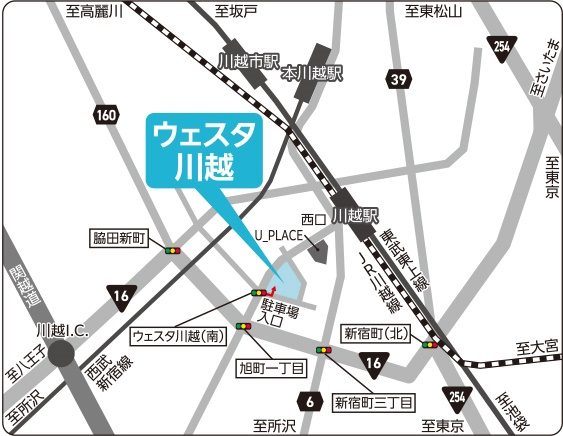 至高麗川
至坂戸
至東松山
254
至さいたま
川越市駅
本川越駅
39
160
ウェスタ
川越
至東京
西口
川越駅
U_PLACE
脇田新町
東武東上線
JR川越線
関越道
16
駐車場
入口
ウェスタ川越(南)
新宿町(北)
川越I.C.
至八王子
西武
新宿線
旭町一丁目
16
至大宮
新宿町三丁目
6
254
至所沢
至所沢
至東京
至池袋